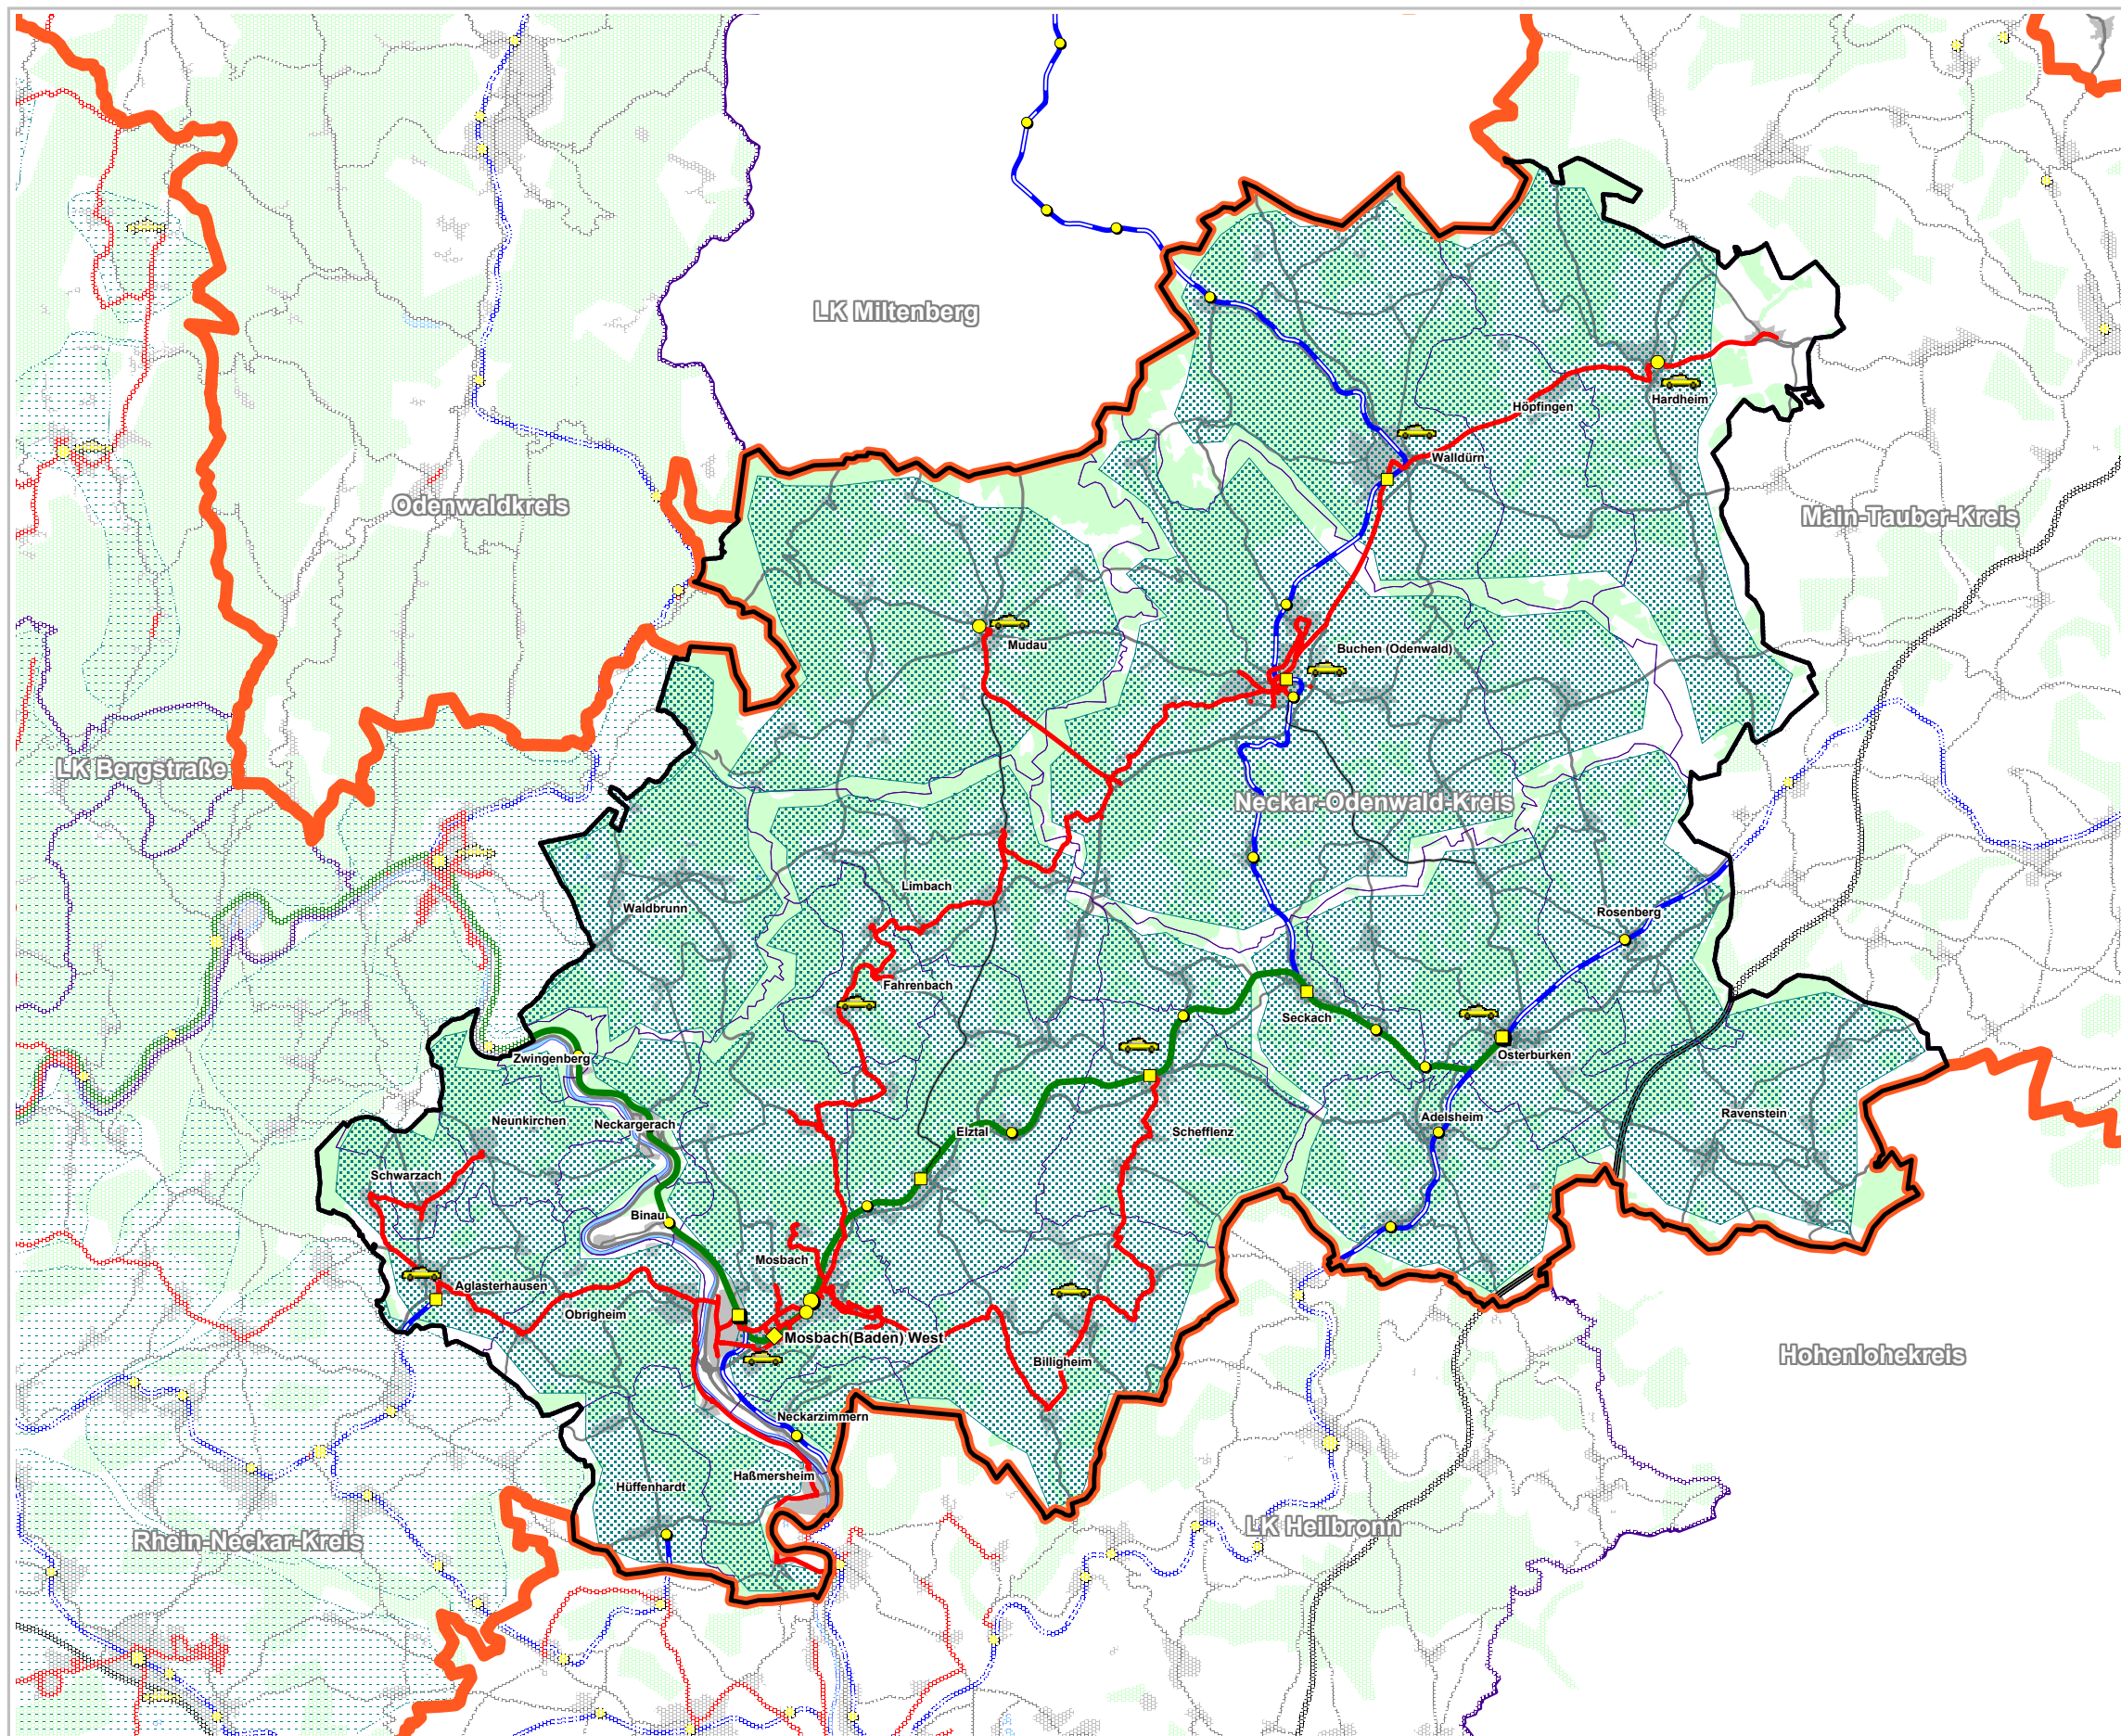 LK Miltenberg
Höpfingen
Hardheim
Walldürn
Odenwaldkreis
Main-Tauber-Kreis
Mudau
Buchen (Odenwald)
LK Bergstraße
Neckar-Odenwald-Kreis
Limbach
Waldbrunn
Rosenberg
Fahrenbach
Seckach
Zwingenberg
Osterburken
Neunkirchen
Neckargerach
Elztal
Schefflenz
Adelsheim
Ravenstein
Schwarzach
Binau
Mosbach
Aglasterhausen
Obrigheim
Mosbach(Baden) West
Billigheim
Hohenlohekreis
Neckarzimmern
Haßmersheim
Hüffenhardt
LK Heilbronn
Rhein-Neckar-Kreis